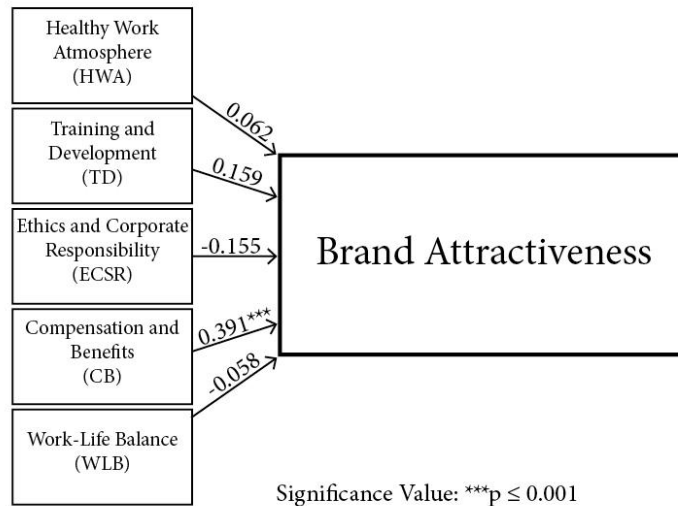 Healthy Work
Atmosphere
(HWA)
0.062
Training and
Development
(TD)
0.159
Ethics and Corporate
Responsibility
(ECSR)
-0.155
Brand Attractiveness
Compensation and
Benefits
(CB)
0.391***
-0.058
Work-Life Balance
(WLB)
Significance Value: ***p ≤ 0.001